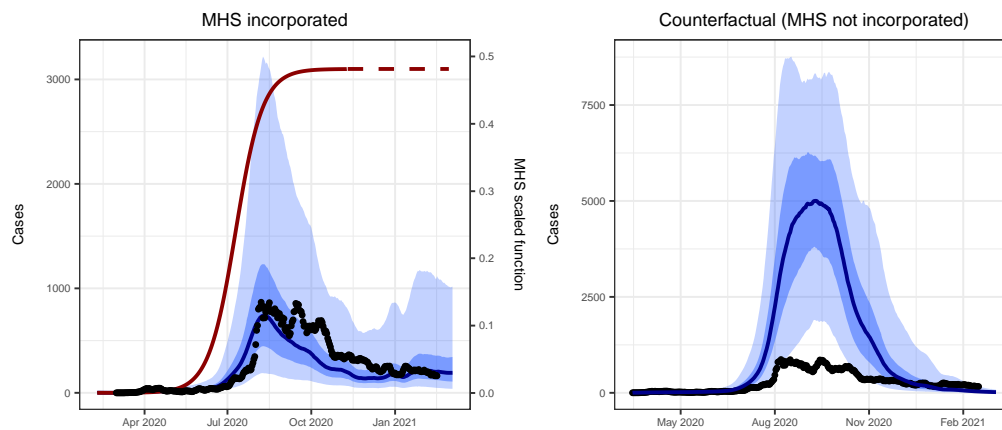 MHS incorporated
Cases
3000
2000
1000
0
0.5
0.4
0.3
0.2
0.1
0.0
MHS scaled function
Apr 2020
Jul 2020
Oct 2020
Jan 2021
Counterfactual (MHS not incorporated)
Cases
7500
5000
2500
0
May 2020
Aug 2020
Nov 2020
Feb 2021